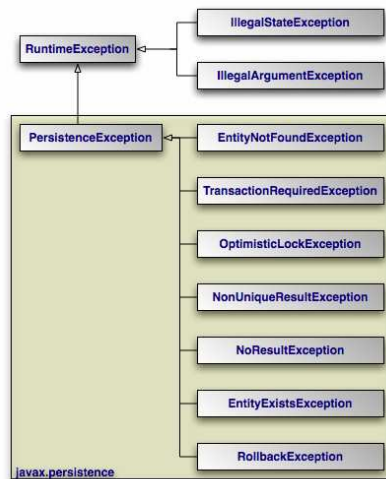 IllegalStateException
RuntimeException
IllegalArgumentException
PersistenceException
EntityNotFoundException
TransactionRequiredException
OptimisticLockException
NonUniqueResultException
NoResultException
EntityExistsException
RollbackException
javax.persistence